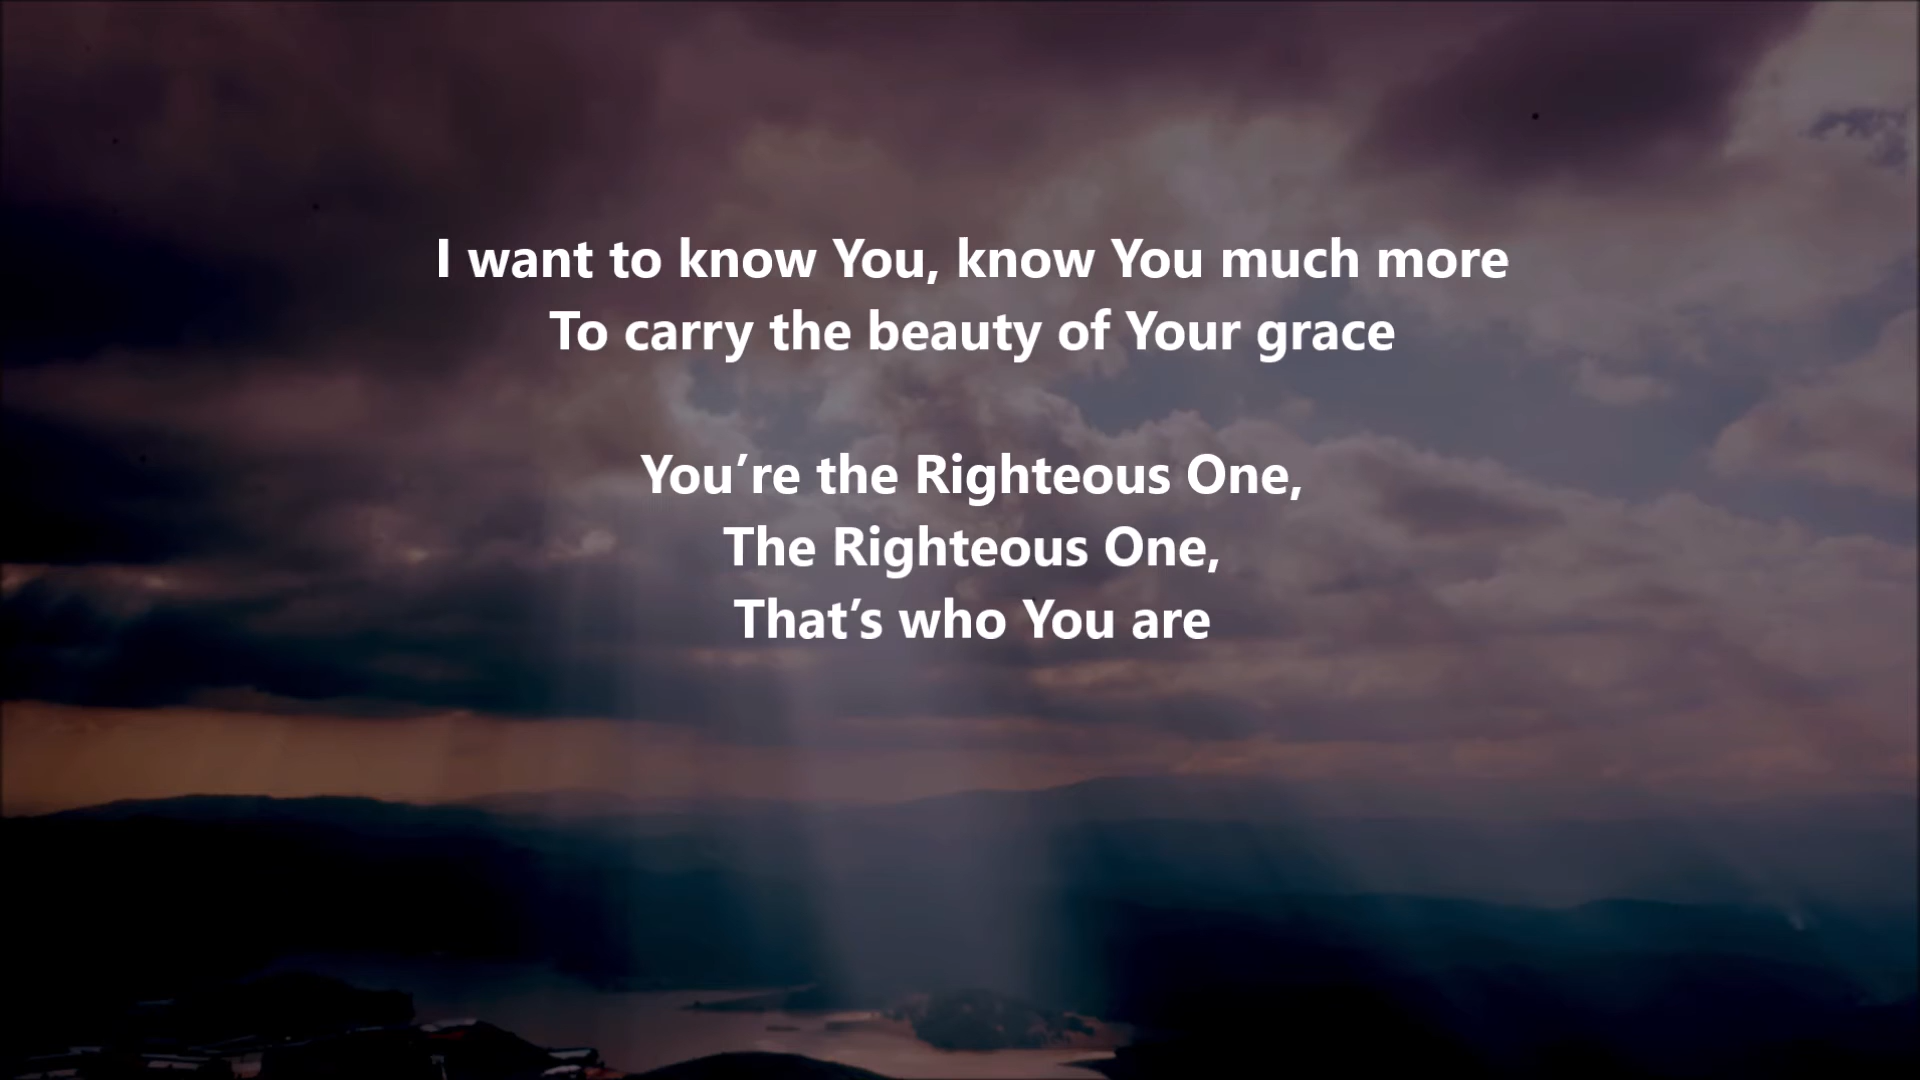 I want to know You, know You much more
To carry the beauty of Your grace
You’re the Righteous One,
The Righteous One,
That’s who You are